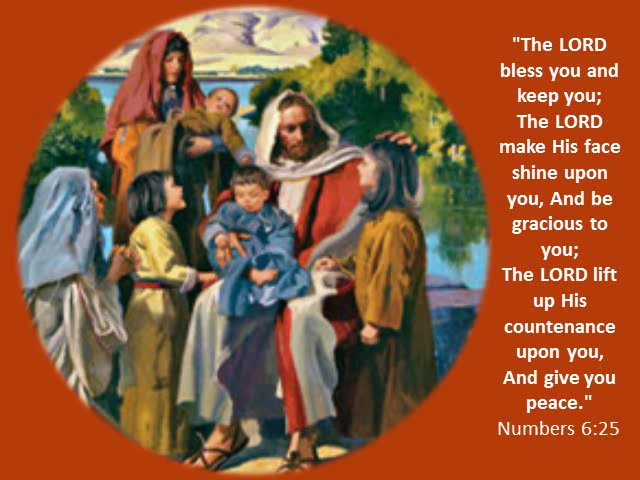 "The LORD
bless you and
keep you;
The LORD
make His face
shine upon
you, And be
gracious to
you;
The LORD lift
up His
countenance
upon you,
And give you
peace."
Numbers 6:25